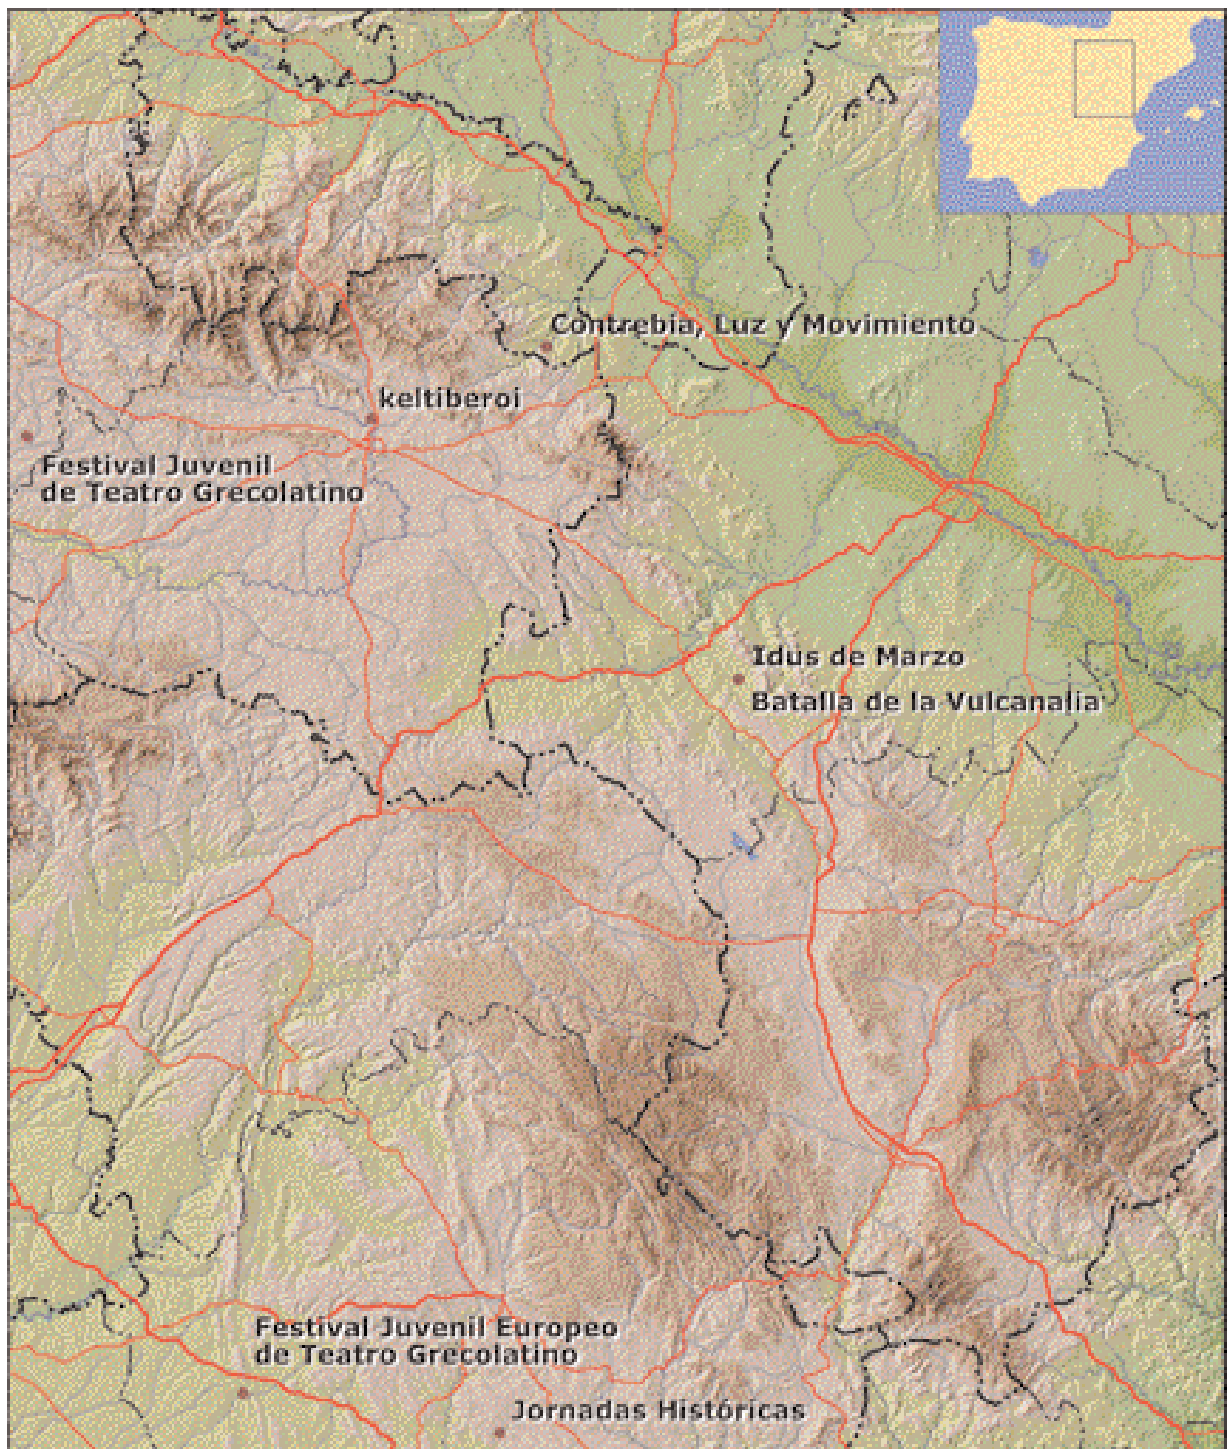 Contrebia, Luz y Movimiento
keltiberoi
Festival Juvenil
de Teatro Grecolatino
Idus de Marzo
Batalla de la Vulcanalia
Festival Juvenil Europeo
de Teatro Grecolatino
Jornadas Históricas